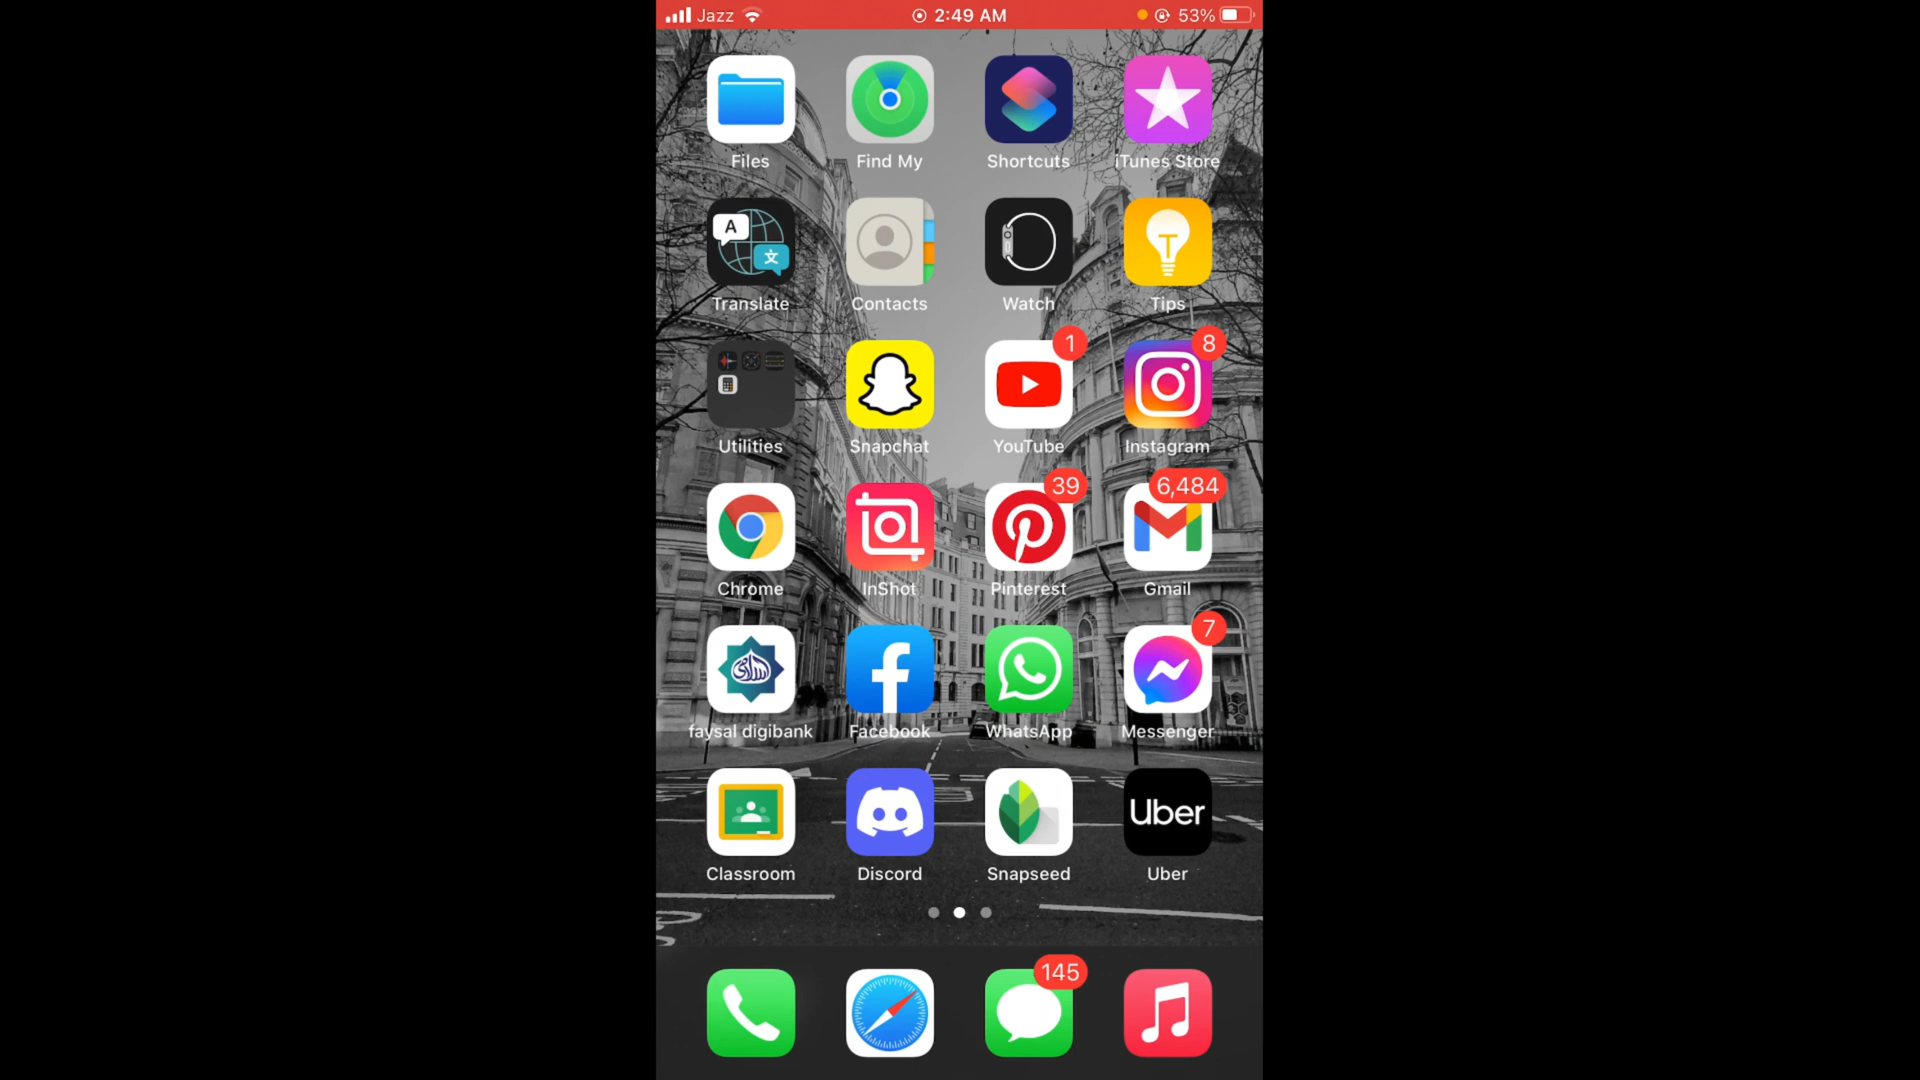 Jazz 2:49 AM 53%
Files Find My Shortcuts iTunes Store
A 文 T
Translate Contacts Watch Tips
1 8
Utilities Snapchat YouTube Instagram
39 6,484
Chrome InShot Pinterest Gmail
7
اسلامی
faysal digibank Facebook WhatsApp Messenger
Uber
Classroom Discord Snapseed Uber
145